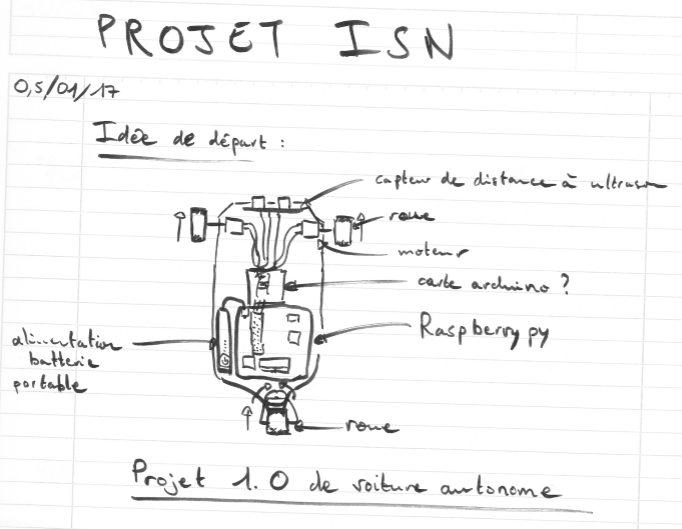 PROJET ISN
05/01/17
Idée de départ :
capteur de distance à ultrason
roue
moteur
carte arduino ?
Raspberry py
alimentation
batterie
portable
roue
Projet 1.0 de voiture autonome